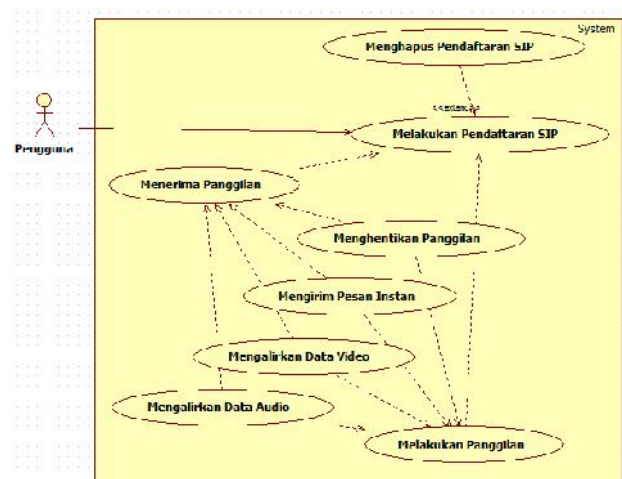 System
Menghapus Pendaftaran SIP
Melakukan Pendaftaran SIP
Pengguna
Menerima Panggilan
Menghentikan Panggilan
Mengirim Pesan Instan
Mengalirkan Data Video
Mengalirkan Data Audio
Melakukan Panggilan